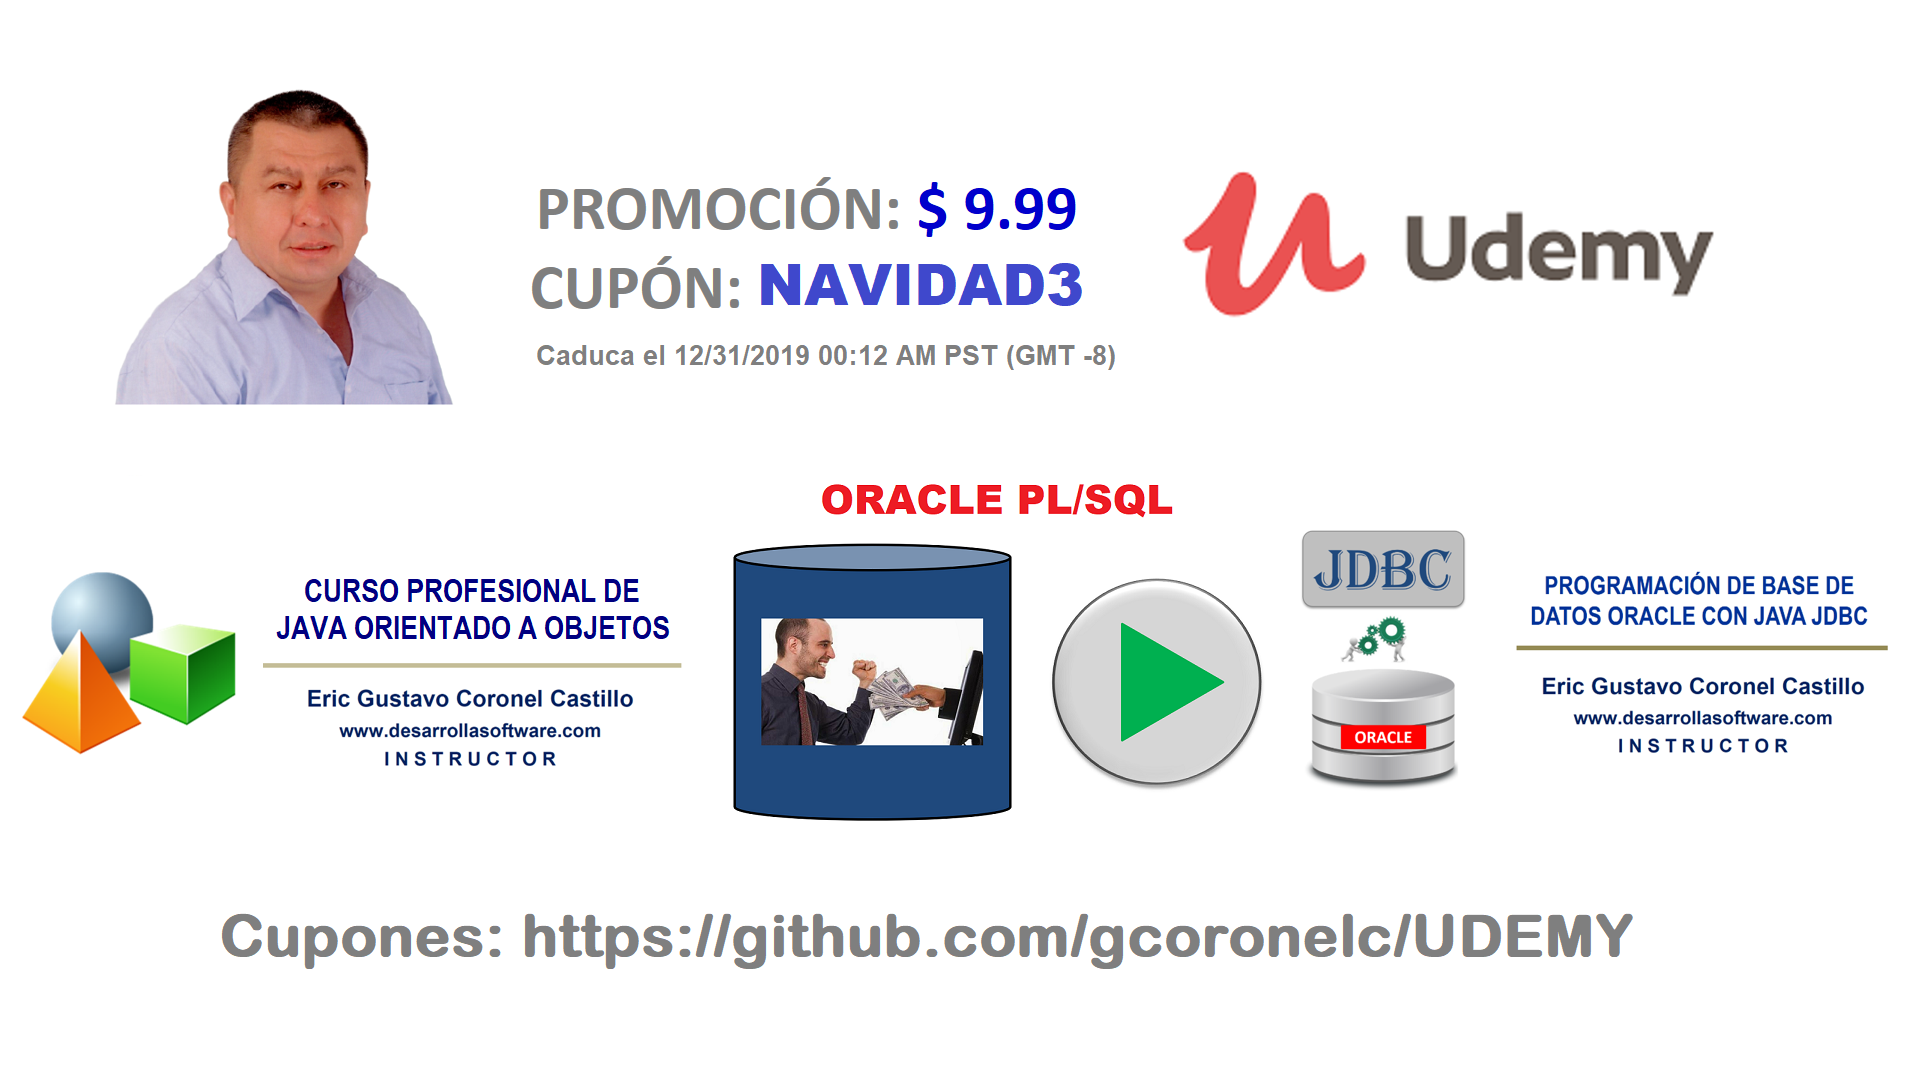 PROMOCIÓN: $ 9.99
CUPÓN: NAVIDAD3
Caduca el 12/31/2019 00:12 AM PST (GMT -8)
Udemy
ORACLE PL/SQL
CURSO PROFESIONAL DE
JAVA ORIENTADO A OBJETOS
Eric Gustavo Coronel Castillo
www.desarrollasoftware.com
INSTRUCTOR
JDBC
ORACLE
PROGRAMACIÓN DE BASE DE
DATOS ORACLE CON JAVA JDBC
Eric Gustavo Coronel Castillo
www.desarrollasoftware.com
INSTRUCTOR
Cupones: https://github.com/gcoronelc/UDEMY